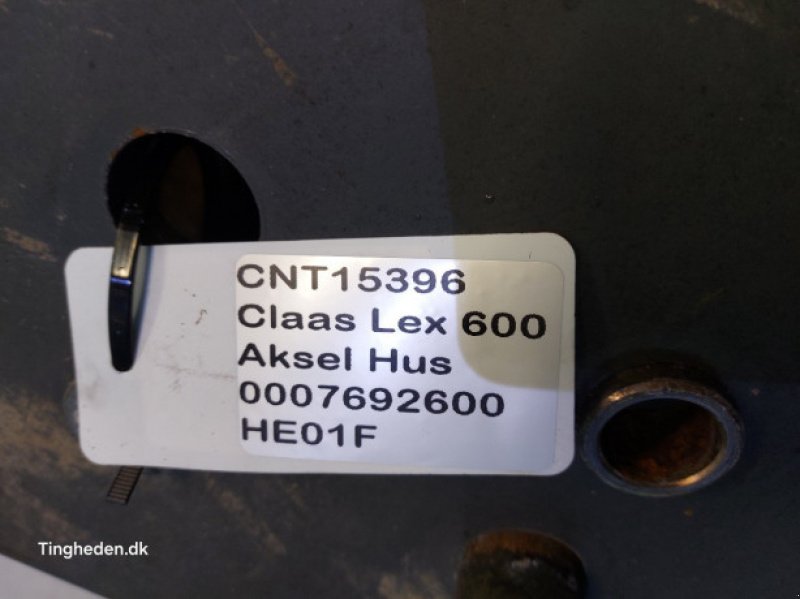 CNT15396
Claas Lex 600
Aksel Hus
0007692600
HE01F
Tingheden.dk